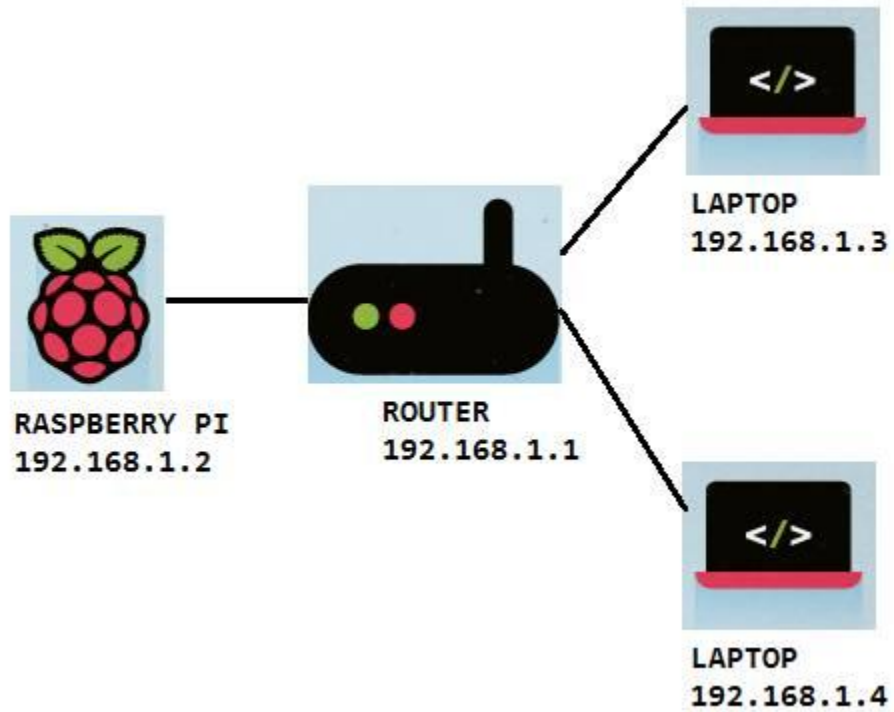 </>
LAPTOP
192.168.1.3
RASPBERRY PI
192.168.1.2
ROUTER
192.168.1.1
</>
LAPTOP
192.168.1.4